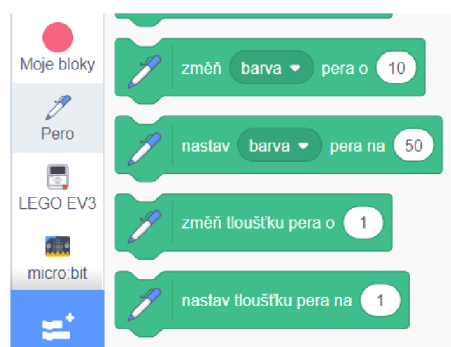 Moje bloky
Pero
LEGO EV3
micro:bit
změň barva pera o 10
nastav barva pera na 50
změň tloušťku pera o 1
nastav tloušťku pera na 1